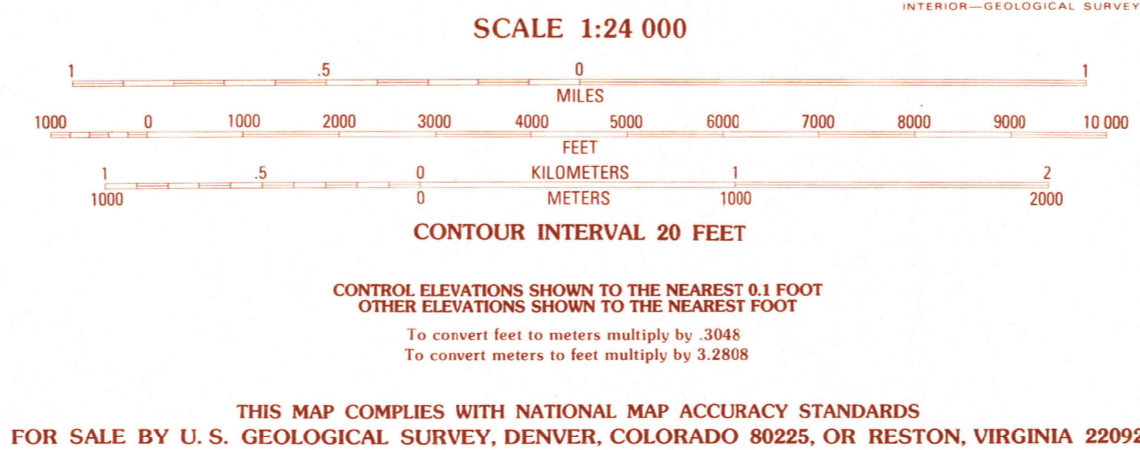 INTERIOR—GEOLOGICAL SURVEY
SCALE 1:24 000
1 .5 0 1
MILES
1000 0 1000 2000 3000 4000 5000 6000 7000 8000 9000 10 000
FEET
1 .5 0 KILOMETERS 1 2
1000 0 METERS 1000 2000
CONTOUR INTERVAL 20 FEET
CONTROL ELEVATIONS SHOWN TO THE NEAREST 0.1 FOOT
OTHER ELEVATIONS SHOWN TO THE NEAREST FOOT
To convert feet to meters multiply by .3048
To convert meters to feet multiply by 3.2808
THIS MAP COMPLIES WITH NATIONAL MAP ACCURACY STANDARDS
FOR SALE BY U. S. GEOLOGICAL SURVEY, DENVER, COLORADO 80225, OR RESTON, VIRGINIA 22092